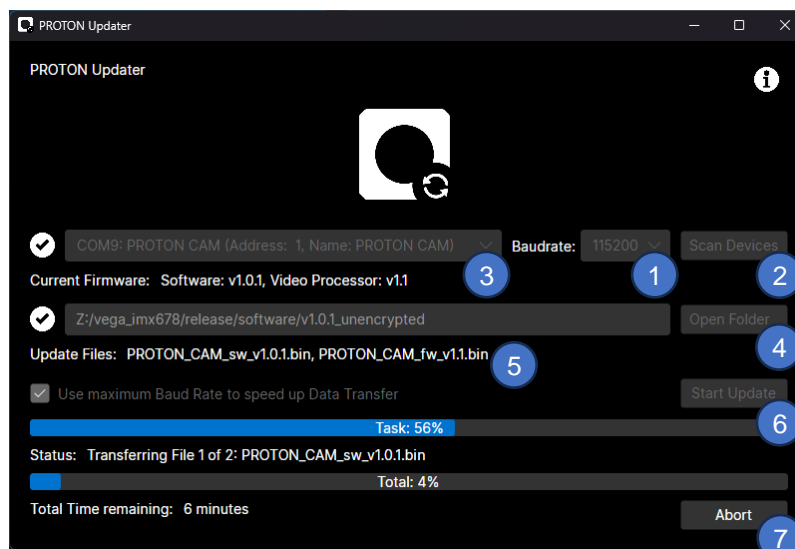 PROTON Updater
PROTON Updater
COM9: PROTON CAM (Address: 1, Name: PROTON CAM) Baudrate: 115200 Scan Devices
3 1 2
Current Firmware: Software: v1.0.1, Video Processor: v1.1
Z:/vega_imx678/release/software/v1.0.1_unencrypted Open Folder
4
Update Files: PROTON_CAM_sw_v1.0.1.bin, PROTON_CAM_fw_v1.1.bin
5
Use maximum Baud Rate to speed up Data Transfer Start Update
6
Task: 56%
Status: Transferring File 1 of 2: PROTON_CAM_sw_v1.0.1.bin
Total: 4%
Total Time remaining: 6 minutes Abort
7